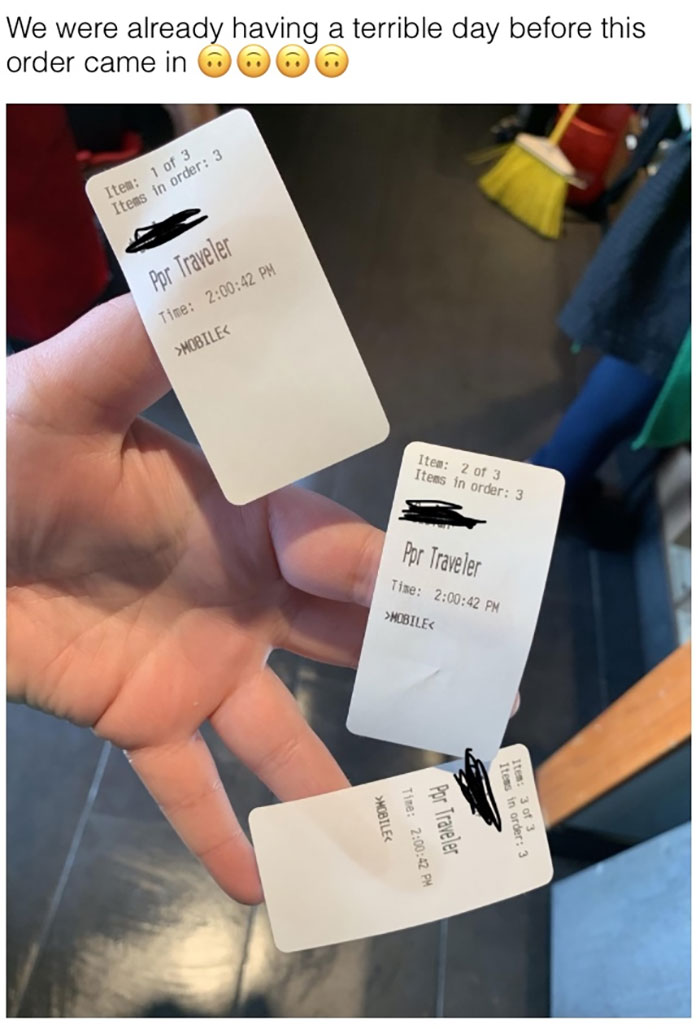 We were already having a terrible day before this
order came in 🙃🙃🙃🙃
Item: 1 of 3
Items in order: 3
Ppr Traveler
Time: 2:00:42 PM
>MOBILE<
Item: 2 of 3
Items in order: 3
Ppr Traveler
Time: 2:00:42 PM
>MOBILE<
Item: 3 of 3
Items in order: 3
Ppr Traveler
Time: 2:00:42 PM
>MOBILE<